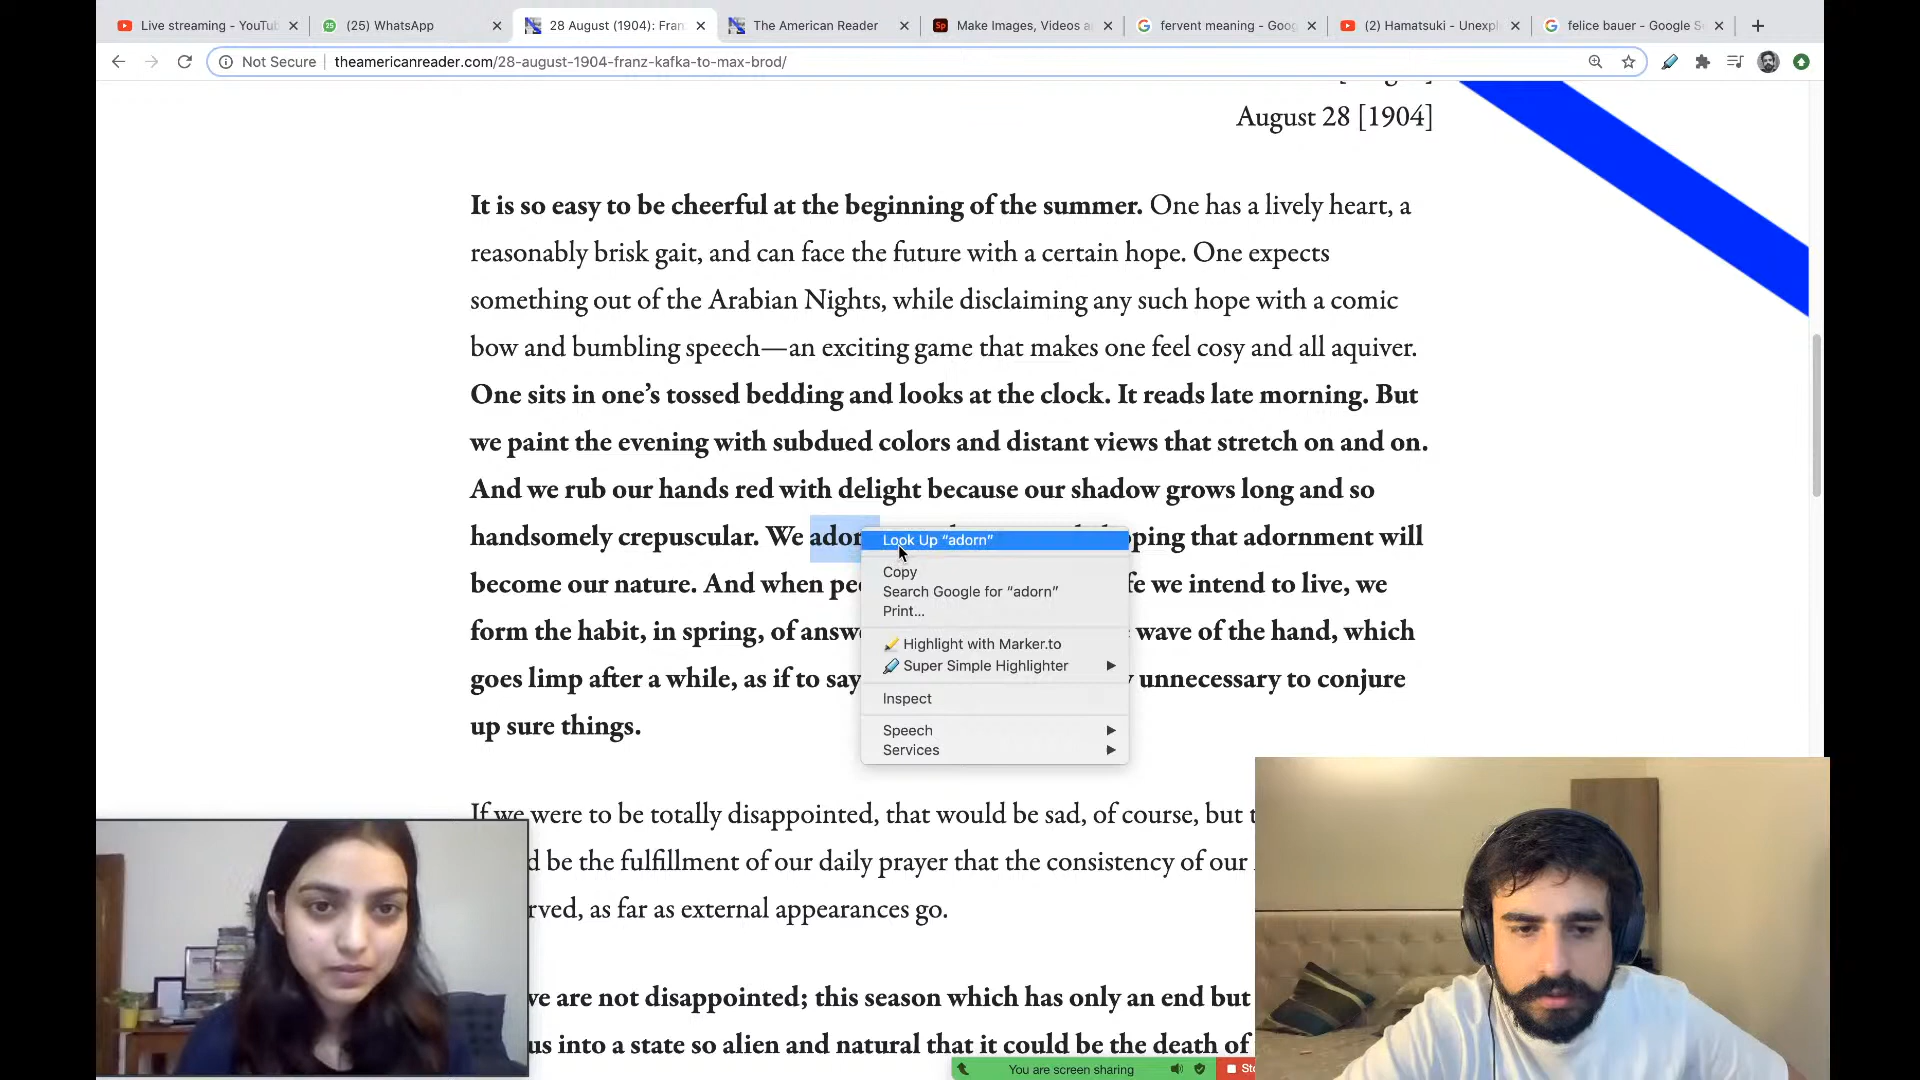 Live streaming - YouTu
(25) WhatsApp
28 August (1904): Fran
The American Reader
Make Images, Videos a
fervent meaning - Goog
(2) Hamatsuki - Unexpl
felice bauer - Google S
Not Secure
theamericanreader.com/28-august-1904-franz-kafka-to-max-brod/
August 28 [1904]
It is so easy to be cheerful at the beginning of the summer. One has a lively heart, a
reasonably brisk gait, and can face the future with a certain hope. One expects
something out of the Arabian Nights, while disclaiming any such hope with a comic
bow and bumbling speech—an exciting game that makes one feel cosy and all aquiver.
One sits in one’s tossed bedding and looks at the clock. It reads late morning. But
we paint the evening with subdued colors and distant views that stretch on and on.
And we rub our hands red with delight because our shadow grows long and so
handsomely crepuscular. We ador ping that adornment will
become our nature. And when pe fe we intend to live, we
form the habit, in spring, of answ wave of the hand, which
goes limp after a while, as if to say unnecessary to conjure
up sure things.
Look Up “adorn”
Copy
Search Google for “adorn”
Print...
Highlight with Marker.to
Super Simple Highlighter
Inspect
Speech
Services
If we were to be totally disappointed, that would be sad, of course, but t
d be the fulfillment of our daily prayer that the consistency of our
rved, as far as external appearances go.
ve are not disappointed; this season which has only an end but
us into a state so alien and natural that it could be the death of
You are screen sharing
Sto